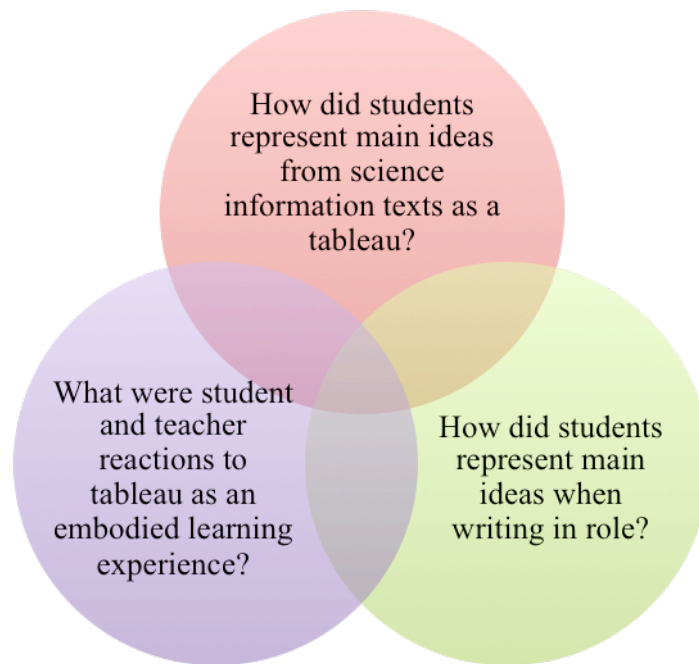 How did students
represent main ideas
from science
information texts as a
tableau?
What were student
and teacher
reactions to
tableau as an
embodied learning
experience?
How did students
represent main
ideas when
writing in role?